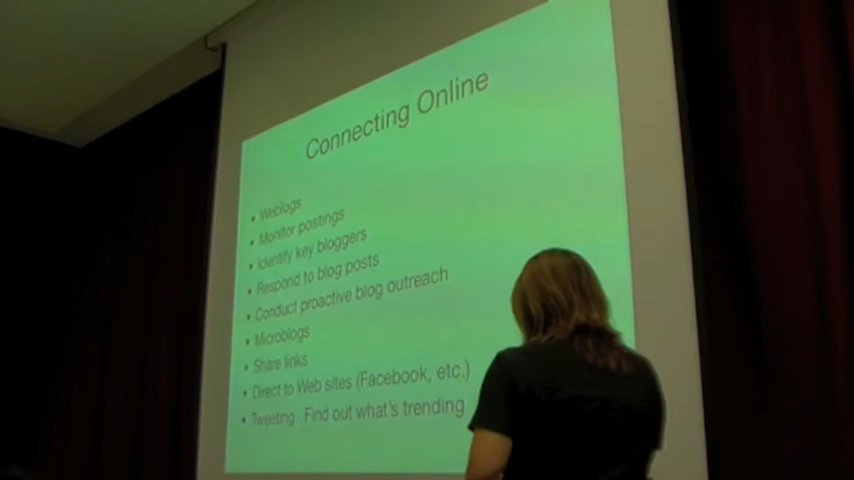 Connecting Online
• Weblogs
• Monitor postings
• Identify key bloggers
• Respond to blog posts
• Conduct proactive blog outreach
• Microblogs
• Share links
• Direct to Web sites (Facebook, etc.)
• Tweeting. Find out what's trending